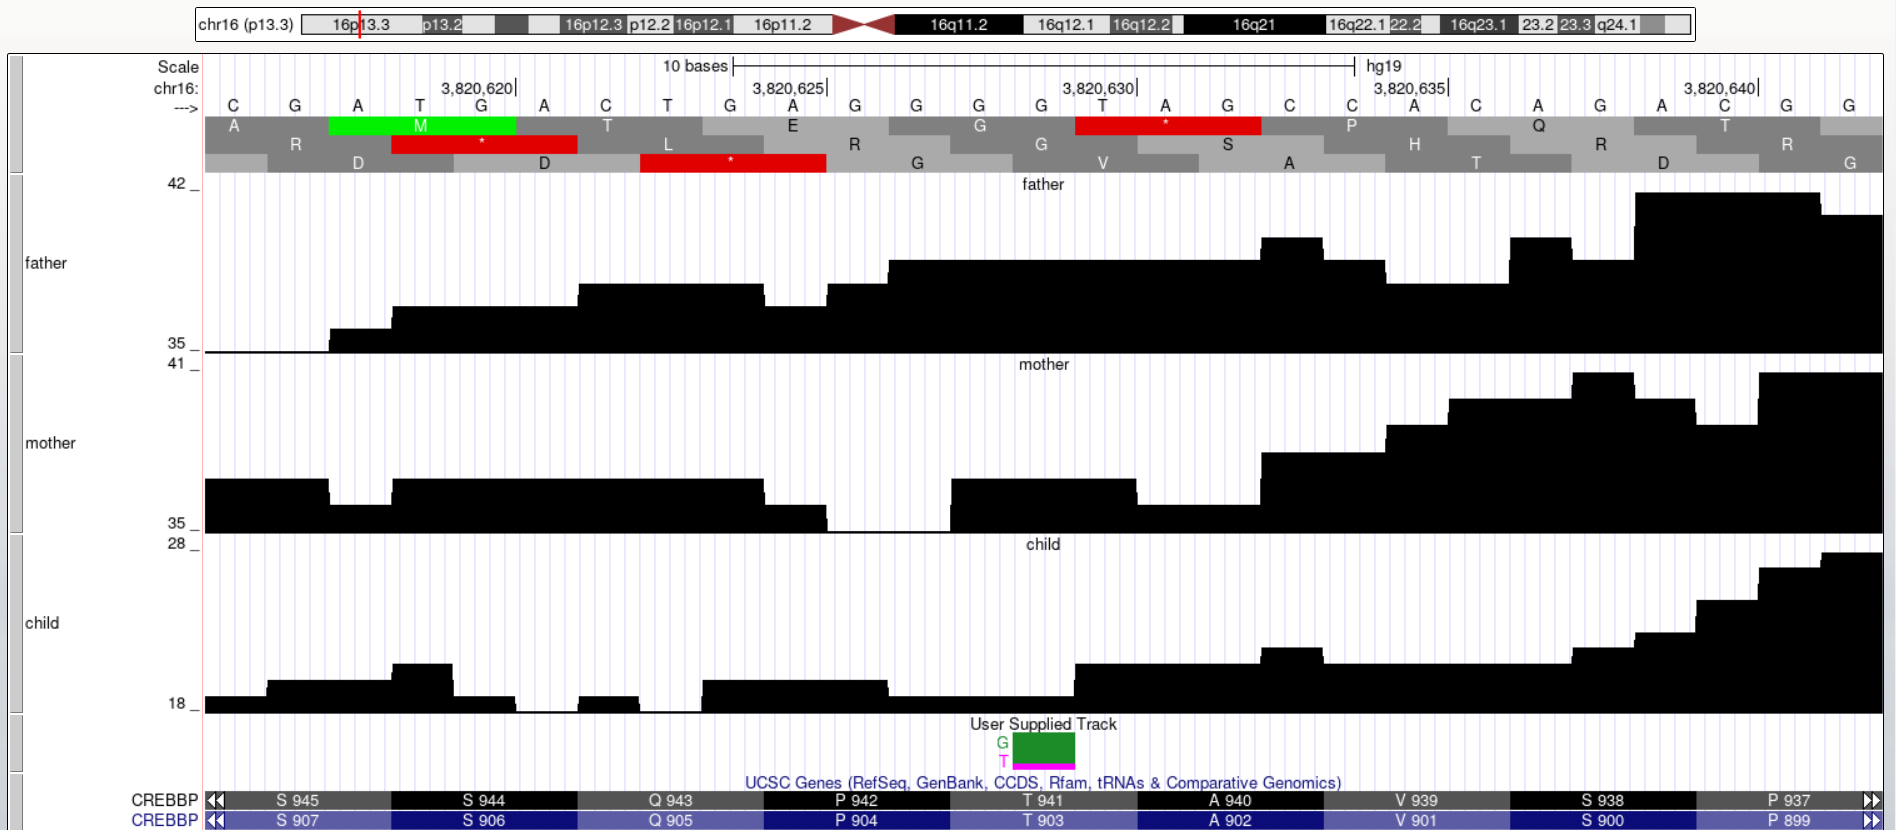 chr16 (p13.3) 16p13.3 p13.2 16p12.3 p12.2 16p12.1 16p11.2 16q11.2 16q12.1 16q12.2 16q21 16q22.1 22.2 16q23.1 23.2 23.3 q24.1
Scale 10 bases hg19
chr16: 3,820,620 3,820,625 3,820,630 3,820,635 3,820,640
---> C G A T G A C T G A G G G G T A G C C A C A G A C G G
A M T E G * P Q T
R * L R G S H R R
D D * G V A T D G
42 _ father
father
35 _
41 _ mother
mother
35 _
28 _ child
child
18 _
User Supplied Track
G
T
UCSC Genes (RefSeq, GenBank, CCDS, Rfam, tRNAs & Comparative Genomics)
CREBBP S 945 S 944 Q 943 P 942 T 941 A 940 V 939 S 938 P 937
CREBBP S 907 S 906 Q 905 P 904 T 903 A 902 V 901 S 900 P 899